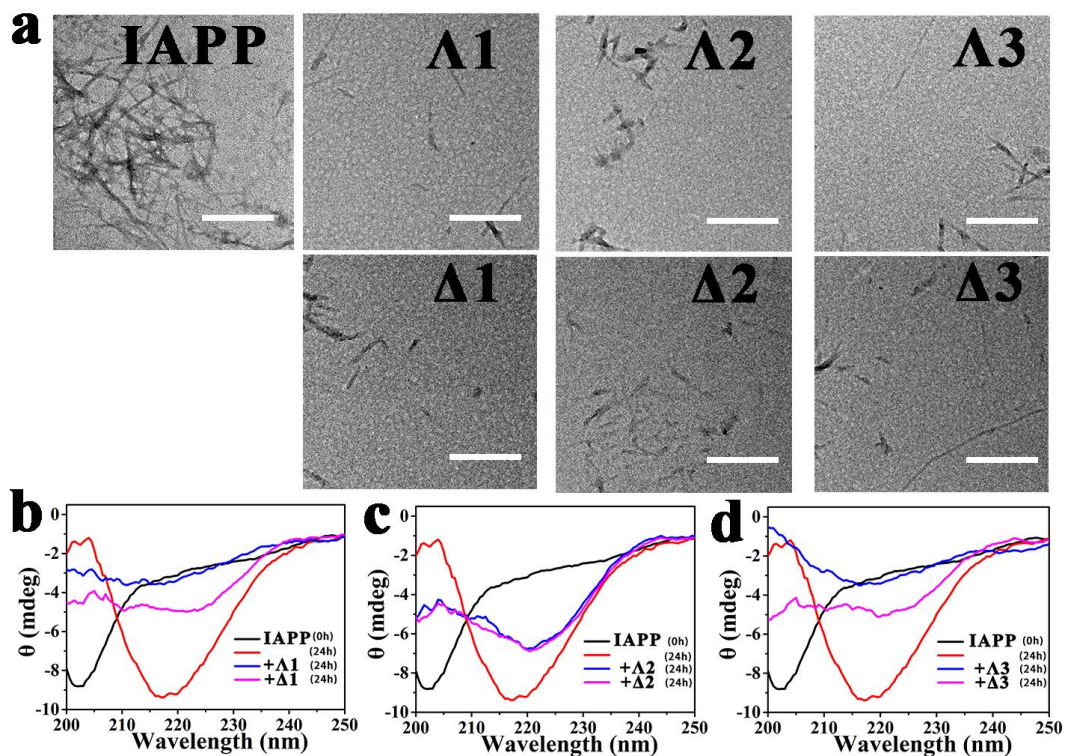 a
IAPP
Λ1
Λ2
Λ3
Δ1
Δ2
Δ3
b
θ (mdeg)
0
-2
-4
-6
-8
-10
200 210 220 230 240 250
Wavelength (nm)
IAPP (0h)
(24h)
+Λ1 (24h)
+Δ1 (24h)
c
θ (mdeg)
0
-2
-4
-6
-8
-10
200 210 220 230 240 250
Wavelength (nm)
IAPP (0h)
(24h)
+Λ2 (24h)
+Δ2 (24h)
d
θ (mdeg)
0
-2
-4
-6
-8
-10
200 210 220 230 240 250
Wavelength (nm)
IAPP (0h)
(24h)
+Λ3 (24h)
+Δ3 (24h)